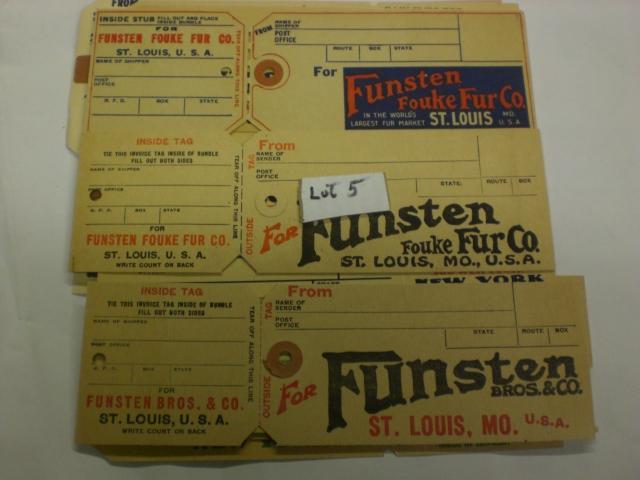 FROM
INSIDE STUB FILL OUT AND PLACE
INSIDE BUNDLE
FOR
FUNSTEN FOUKE FUR CO.
ST. LOUIS, U. S. A.
NAME OF SHIPPER
POST
OFFICE
R. F. D. BOX STATE
TEAR OFF ALONG THIS LINE
FROM
NAME OF
SHIPPER
POST
OFFICE
ROUTE BOX STATE
For
Funsten
Fouke Fur Co.
IN THE WORLD'S
LARGEST FUR MARKET ST. LOUIS MO.
U. S. A.
INSIDE TAG
TIE THIS INVOICE TAG INSIDE OF BUNDLE
FILL OUT BOTH SIDES
NAME OF SHIPPER
POST OFFICE
R. F. D. BOX STATE
FOR
FUNSTEN FOUKE FUR CO.
ST. LOUIS, U. S. A.
WRITE COUNT ON BACK
TEAR OFF ALONG THIS LINE
OUTSIDE TAG
From
NAME OF
SENDER
POST
OFFICE
STATE: ROUTE BOX
Lot 5
For
Funsten
Fouke Fur Co.
ST. LOUIS, MO., U.S.A.
NEW YORK
INSIDE TAG
TIE THIS INVOICE TAG INSIDE OF BUNDLE
FILL OUT BOTH SIDES
NAME OF SHIPPER
POST OFFICE
R. F. D. BOX STATE
FOR
FUNSTEN BROS. & CO.
ST. LOUIS, U. S. A.
WRITE COUNT ON BACK
TEAR OFF ALONG THIS LINE
OUTSIDE TAG
From
NAME OF
SENDER
POST
OFFICE
STATE ROUTE BOX
For
Funsten
BROS. & CO.
ST. LOUIS, MO. U.S.A.